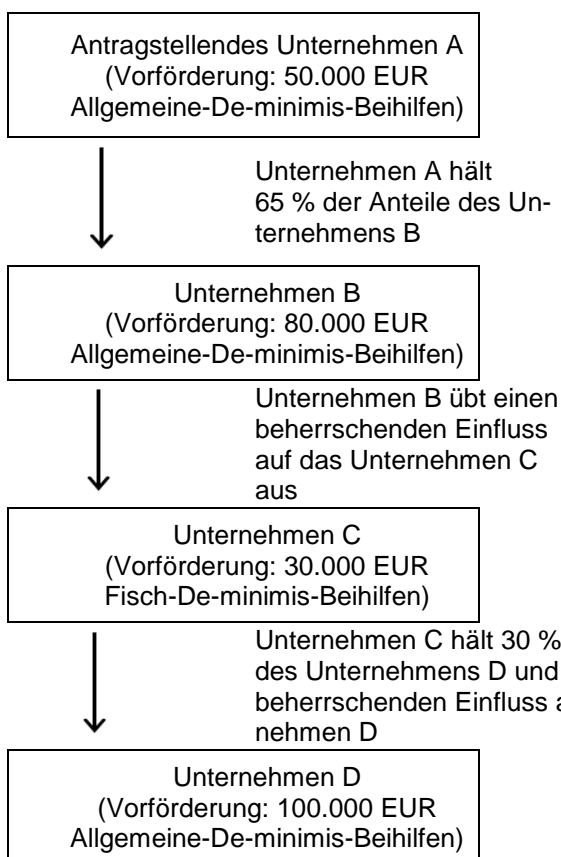 Antragstellendes Unternehmen A
(Vorförderung: 50.000 EUR
Allgemeine-De-minimis-Beihilfen)
Unternehmen A hält
65 % der Anteile des Un-
ternehmens B
Unternehmen B
(Vorförderung: 80.000 EUR
Allgemeine-De-minimis-Beihilfen)
Unternehmen B übt einen
beherrschenden Einfluss
auf das Unternehmen C
aus
Unternehmen C
(Vorförderung: 30.000 EUR
Fisch-De-minimis-Beihilfen)
Unternehmen C hält 30 %
des Unternehmens D und
beherrschenden Einfluss
nehmen D
Unternehmen D
(Vorförderung: 100.000 EUR
Allgemeine-De-minimis-Beihilfen)